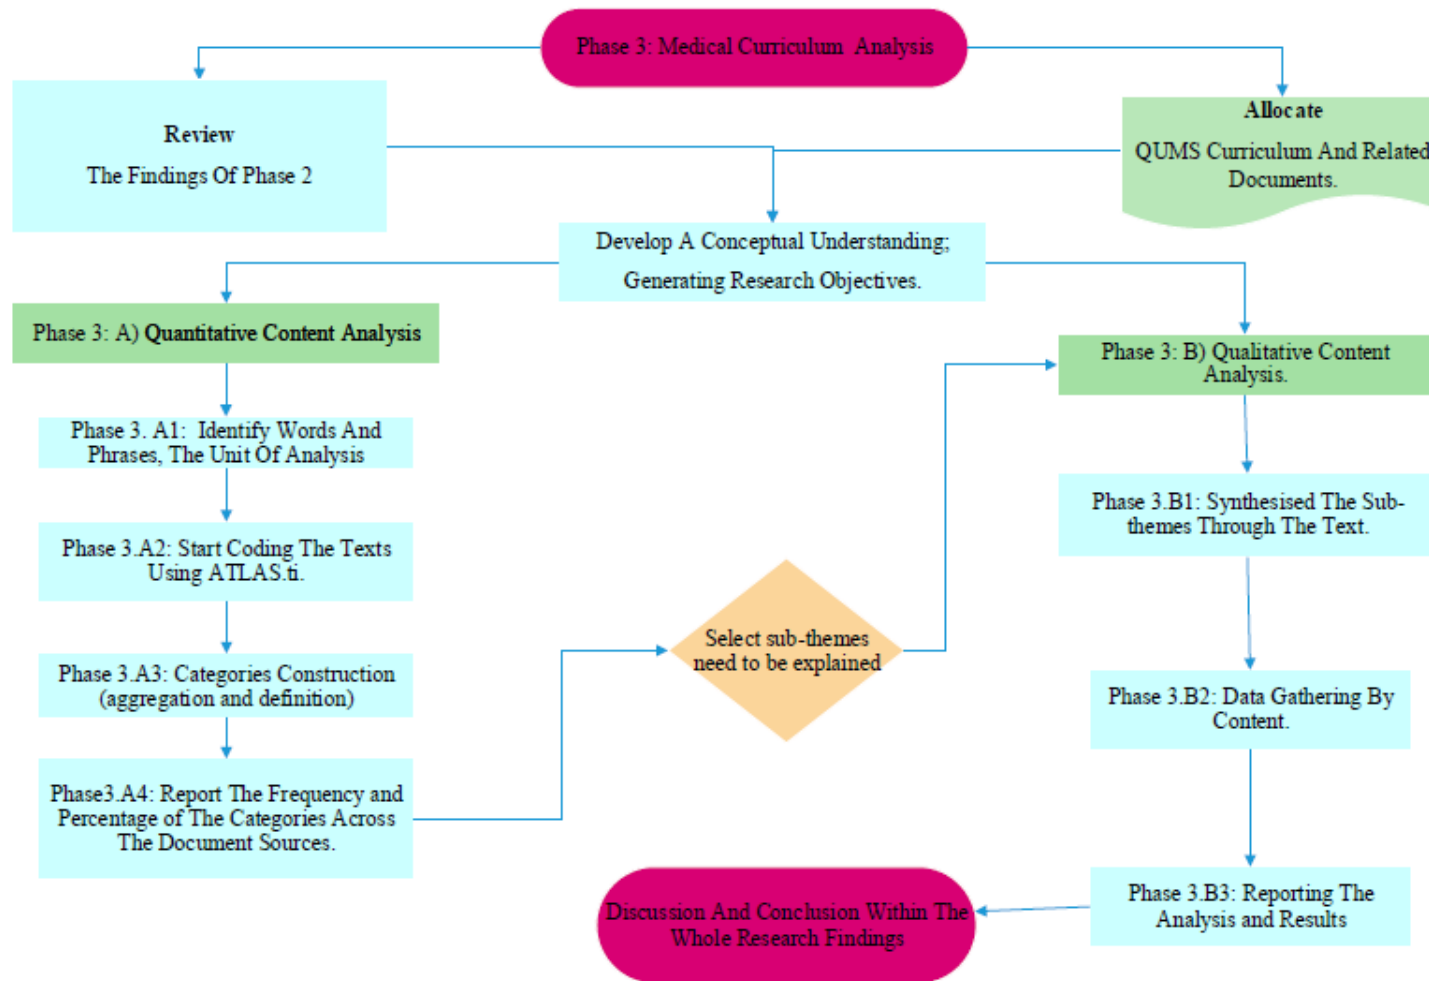 Phase 3: Medical Curriculum Analysis
Review
The Findings Of Phase 2
Allocate
QUMS Curriculum And Related
Documents.
Develop A Conceptual Understanding;
Generating Research Objectives.
Phase 3: A) Quantitative Content Analysis
Phase 3. A1: Identify Words And
Phrases, The Unit Of Analysis
Phase 3.A2: Start Coding The Texts
Using ATLAS.ti.
Phase 3.A3: Categories Construction
(aggregation and definition)
Phase3.A4: Report The Frequency and
Percentage of The Categories Across
The Document Sources.
Select sub-themes
need to be explained
Phase 3: B) Qualitative Content
Analysis.
Phase 3.B1: Synthesised The Sub-
themes Through The Text.
Phase 3.B2: Data Gathering By
Content.
Phase 3.B3: Reporting The
Analysis and Results
Discussion And Conclusion Within The
Whole Research Findings